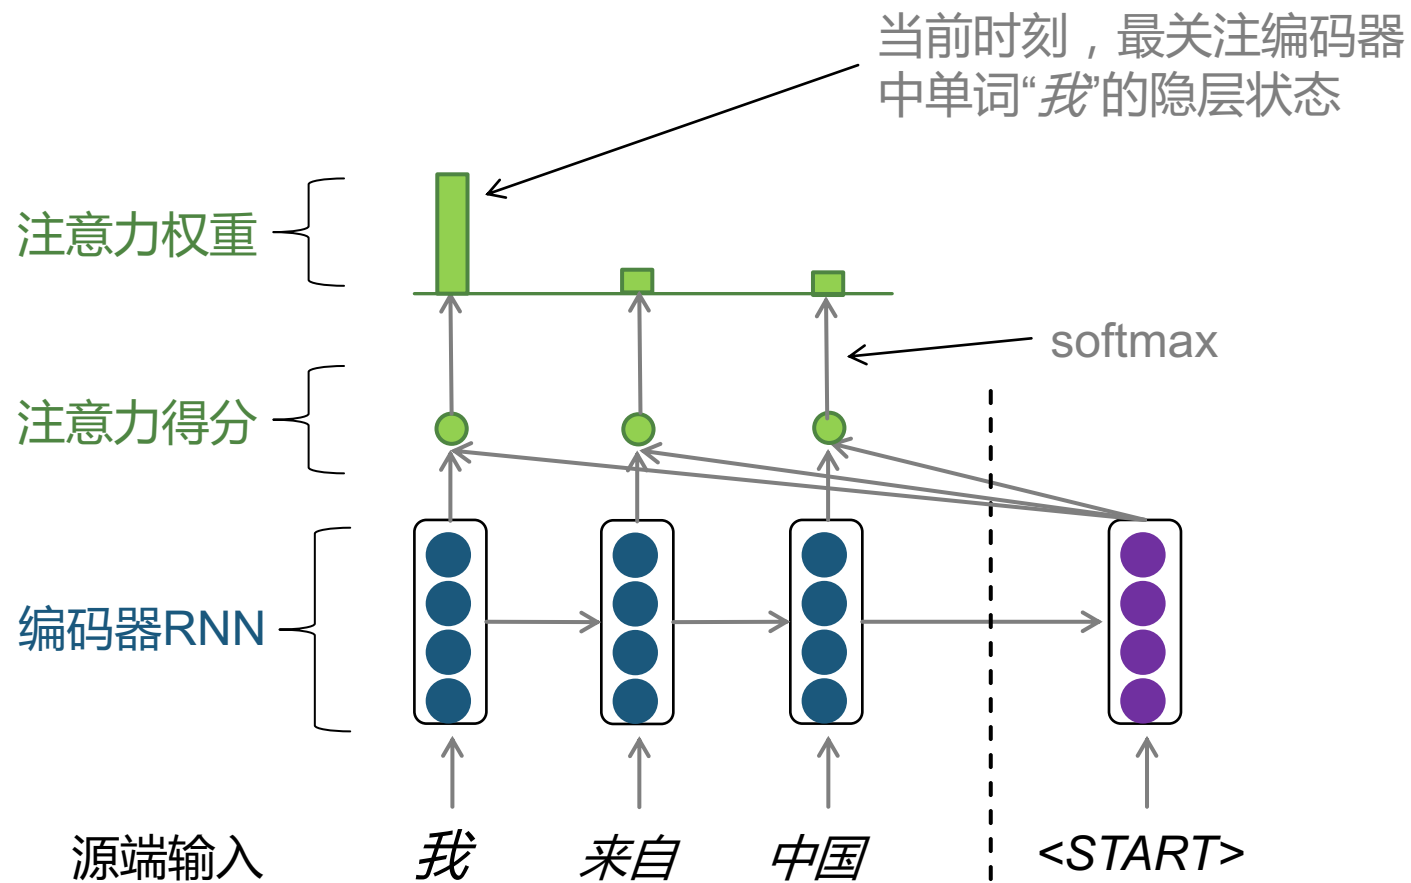 当前时刻，最关注编码器
中单词“我”的隐层状态
注意力权重
softmax
注意力得分
编码器RNN
源端输入 我 来自 中国 <START>